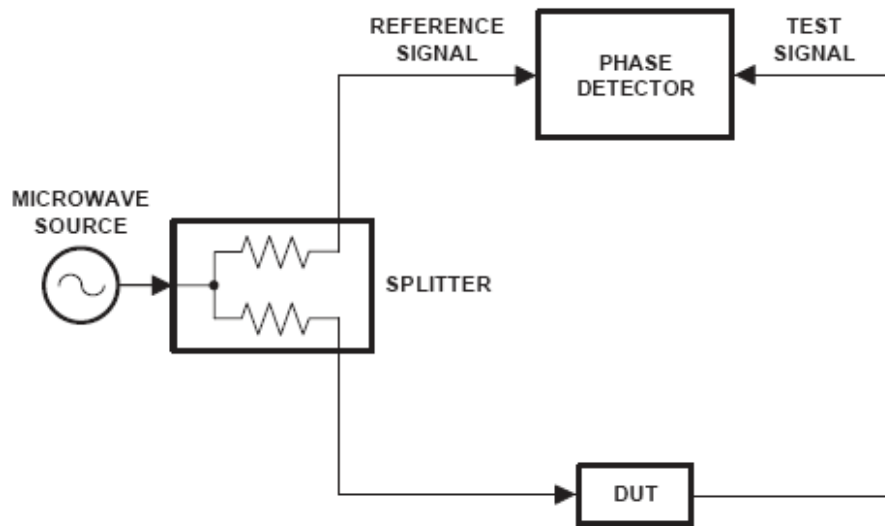 REFERENCE
SIGNAL
PHASE
DETECTOR
TEST
SIGNAL
MICROWAVE
SOURCE
SPLITTER
DUT